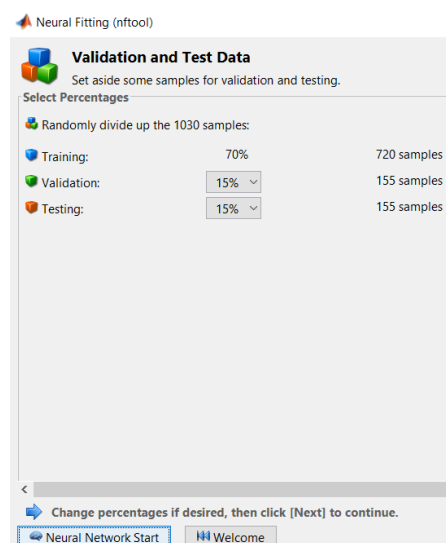 Neural Fitting (nftool)
Validation and Test Data
Set aside some samples for validation and testing.
Select Percentages
Randomly divide up the 1030 samples:
Training: 70% 720 samples
Validation: 15% 155 samples
Testing: 15% 155 samples
Change percentages if desired, then click [Next] to continue.
Neural Network Start Welcome